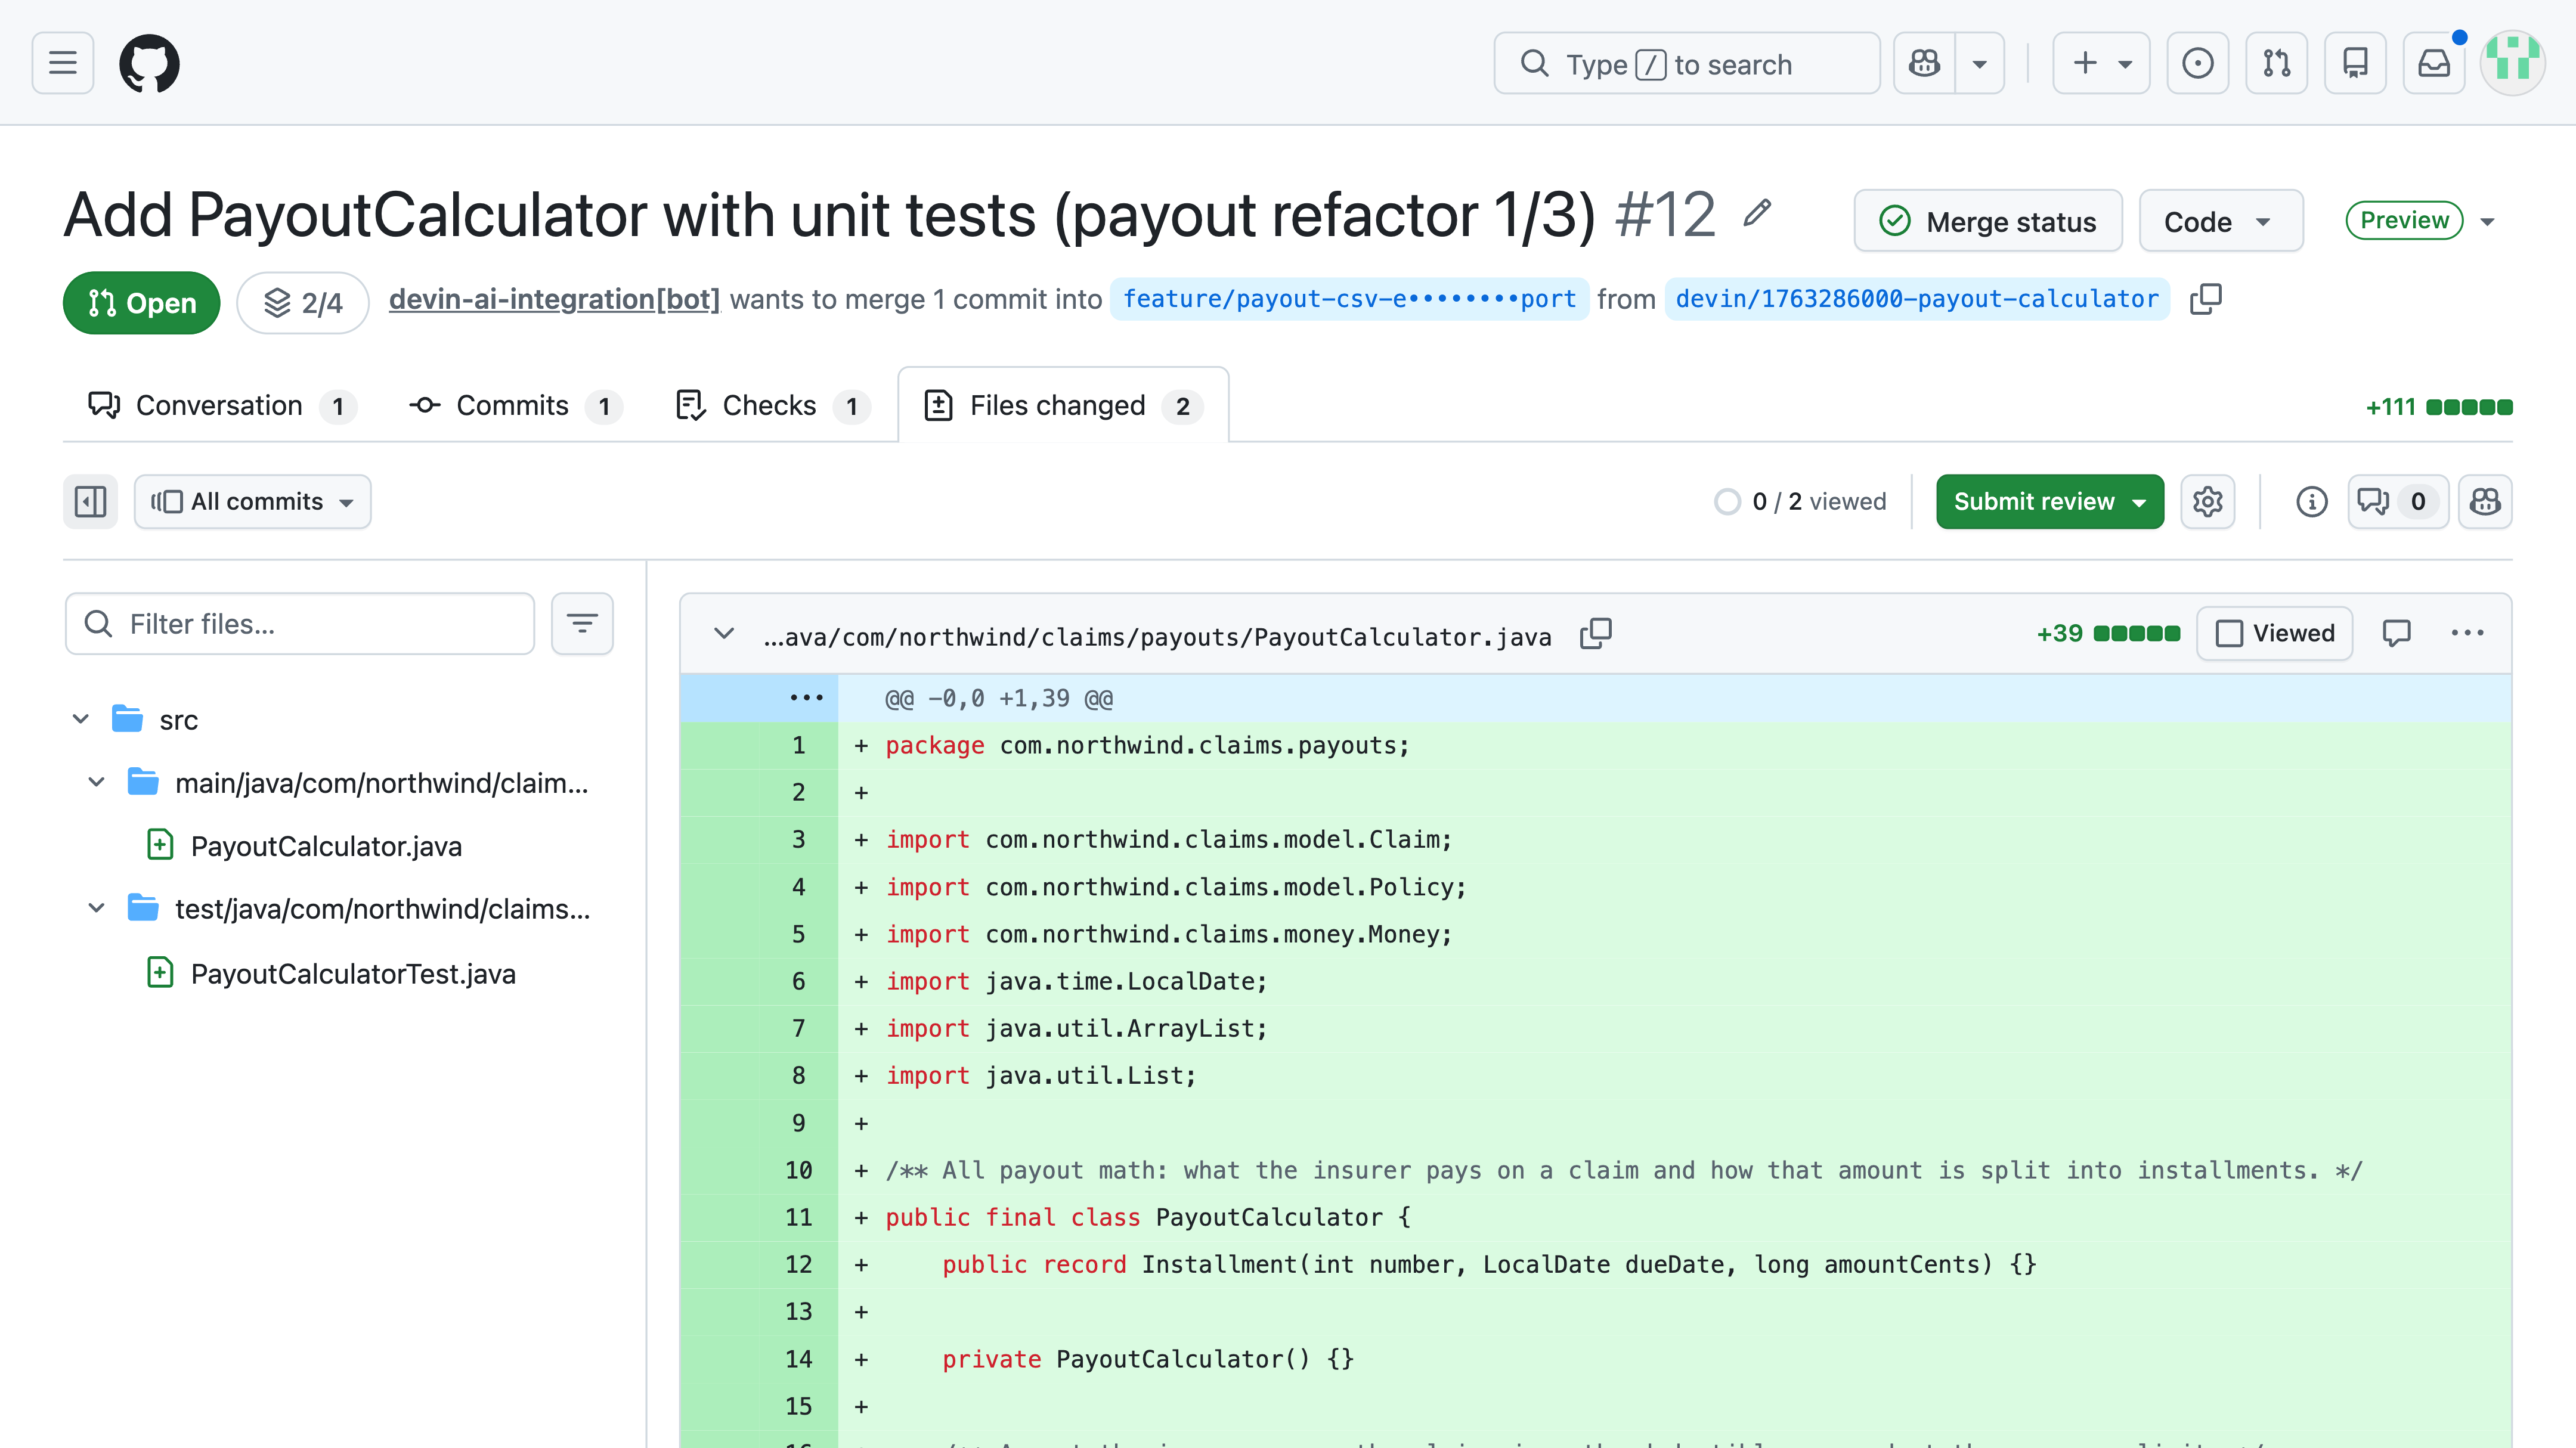 Type / to search
Add PayoutCalculator with unit tests (payout refactor 1/3) #12
Merge status
Code
Preview
Open
2/4
devin-ai-integration[bot] wants to merge 1 commit into feature/payout-csv-e••••••••port from devin/1763286000-payout-calculator
Conversation 1
Commits 1
Checks 1
Files changed 2
+111
All commits
0 / 2 viewed
Submit review
0
Filter files...
src
main/java/com/northwind/claim...
PayoutCalculator.java
test/java/com/northwind/claims...
PayoutCalculatorTest.java
...ava/com/northwind/claims/payouts/PayoutCalculator.java
+39
Viewed
@@ -0,0 +1,39 @@
1 + package com.northwind.claims.payouts;
2 +
3 + import com.northwind.claims.model.Claim;
4 + import com.northwind.claims.model.Policy;
5 + import com.northwind.claims.money.Money;
6 + import java.time.LocalDate;
7 + import java.util.ArrayList;
8 + import java.util.List;
9 +
10 + /** All payout math: what the insurer pays on a claim and how that amount is split into installments. */
11 + public final class PayoutCalculator {
12 + public record Installment(int number, LocalDate dueDate, long amountCents) {}
13 +
14 + private PayoutCalculator() {}
15 +